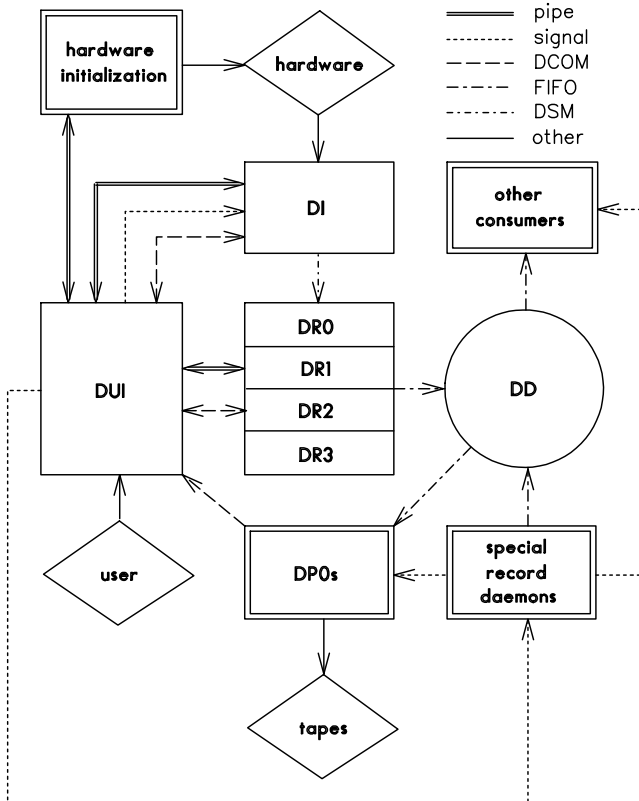 hardware
initialization
hardware
pipe
signal
DCOM
FIFO
DSM
other
DI
other
consumers
DUI
DR0
DR1
DR2
DR3
DD
user
DP0s
special
record
daemons
tapes